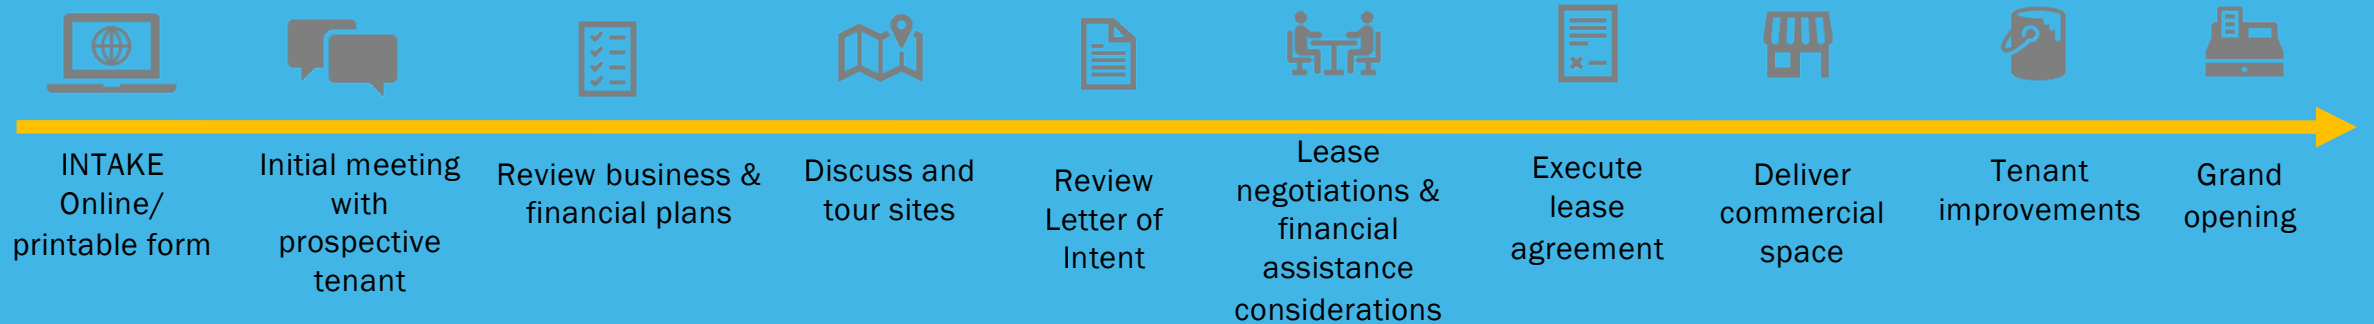 INTAKE
Online/
printable form
Initial meeting
with
prospective
tenant
Review business &
financial plans
Discuss and
tour sites
Review
Letter of
Intent
Lease
negotiations &
financial
assistance
considerations
Execute
lease
agreement
Deliver
commercial
space
Tenant
improvements
Grand
opening